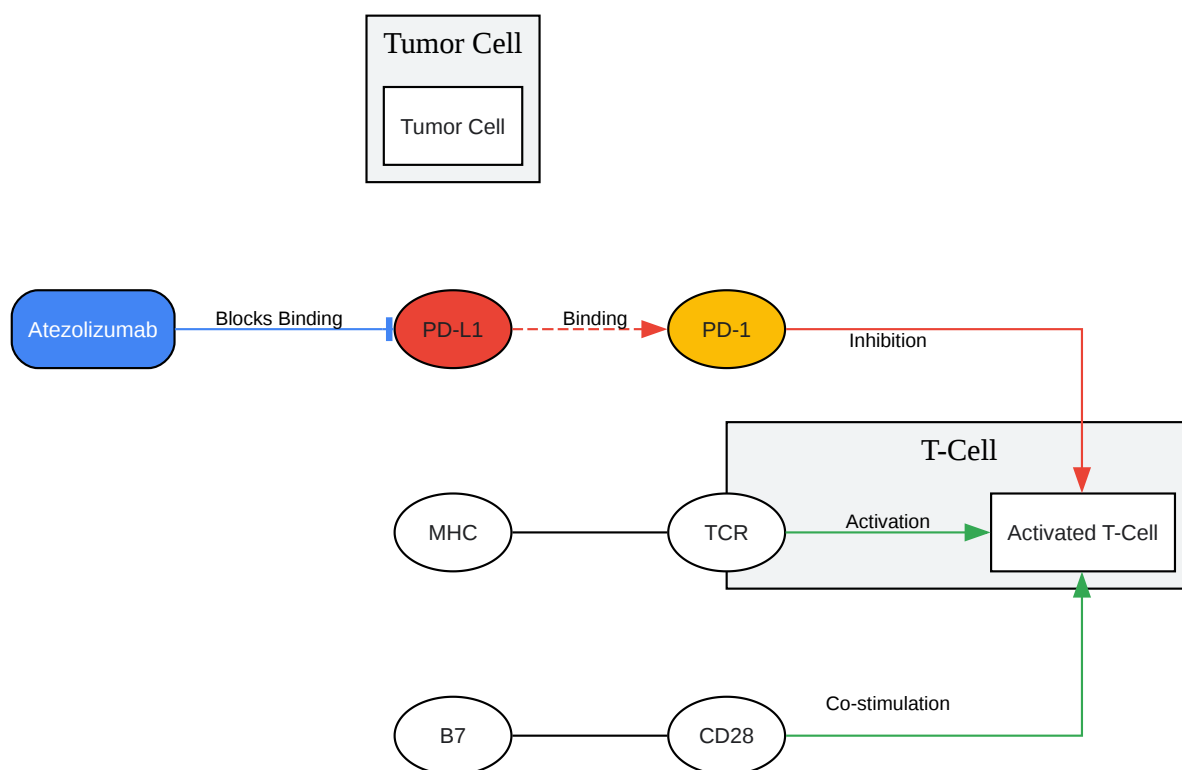 Tumor Cell
Tumor Cell
Atezolizumab
Blocks Binding
PD-L1
Binding
PD-1
Inhibition
T-Cell
MHC
TCR
Activation
Activated T-Cell
B7
CD28
Co-stimulation